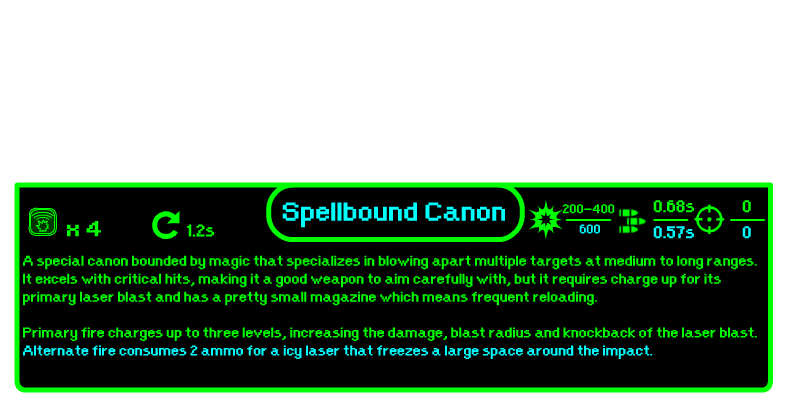 Spellbound Canon
x 4
1.2s
200-400
600
0.68s
0.57s
0
0
A special canon bounded by magic that specializes in blowing apart multiple targets at medium to long ranges.
It excels with critical hits, making it a good weapon to aim carefully with, but it requires charge up for its
primary laser blast and has a pretty small magazine which means frequent reloading.
Primary fire charges up to three levels, increasing the damage, blast radius and knockback of the laser blast.
Alternate fire consumes 2 ammo for a icy laser that freezes a large space around the impact.